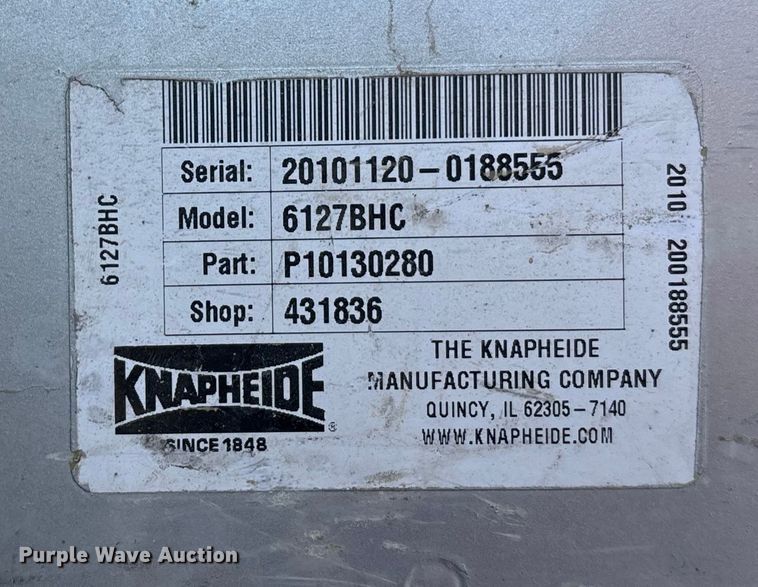 Serial: 20101120-0188555
Model: 6127BHC
Part: P10130280
Shop: 431836
6127BHC
2010 200188555
KNAPHEIDE
®
SINCE 1848
THE KNAPHEIDE
MANUFACTURING COMPANY
QUINCY, IL 62305-7140
WWW.KNAPHEIDE.COM
Purple Wave Auction